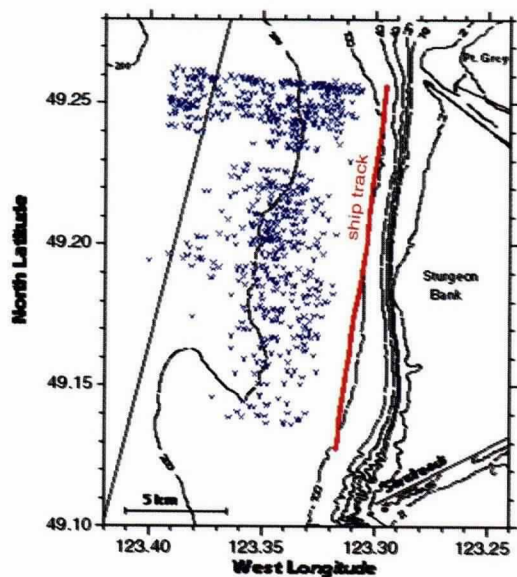 Pt. Grey
49.25
49.20
49.15
49.10
North Latitude
ship track
Sturgeon
Bank
200
5 km
123.40
123.35
123.30
123.25
West Longitude